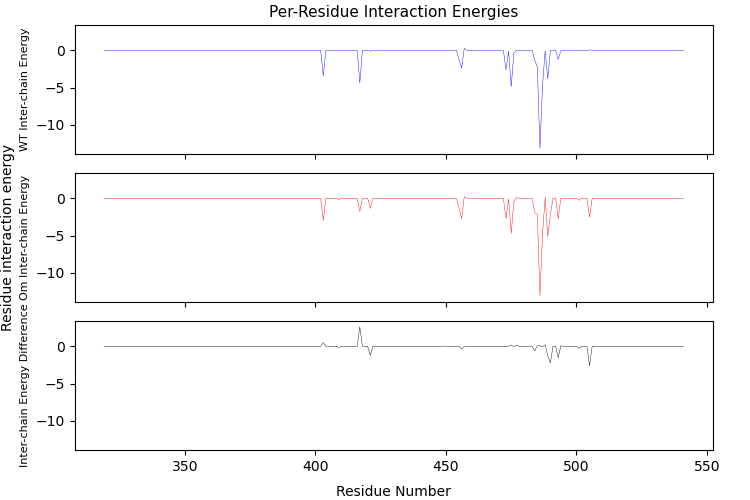 Per-Residue Interaction Energies
WT Inter-chain Energy
0
−5
−10
Residue interaction energy
Om Inter-chain Energy
0
−5
−10
Inter-chain Energy Difference
0
−5
−10
350
400
450
500
550
Residue Number